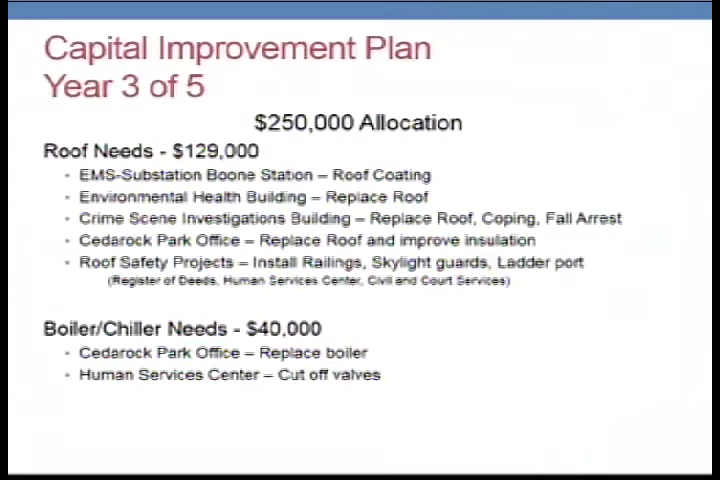 Capital Improvement Plan
Year 3 of 5
$250,000 Allocation
Roof Needs - $129,000
• EMS-Substation Boone Station – Roof Coating
• Environmental Health Building – Replace Roof
• Crime Scene Investigations Building – Replace Roof, Coping, Fall Arrest
• Cedarock Park Office – Replace Roof and improve insulation
• Roof Safety Projects – Install Railings, Skylight guards, Ladder port
(Register of Deeds, Human Services Center, Civil and Court Services)
Boiler/Chiller Needs - $40,000
• Cedarock Park Office – Replace boiler
• Human Services Center – Cut off valves